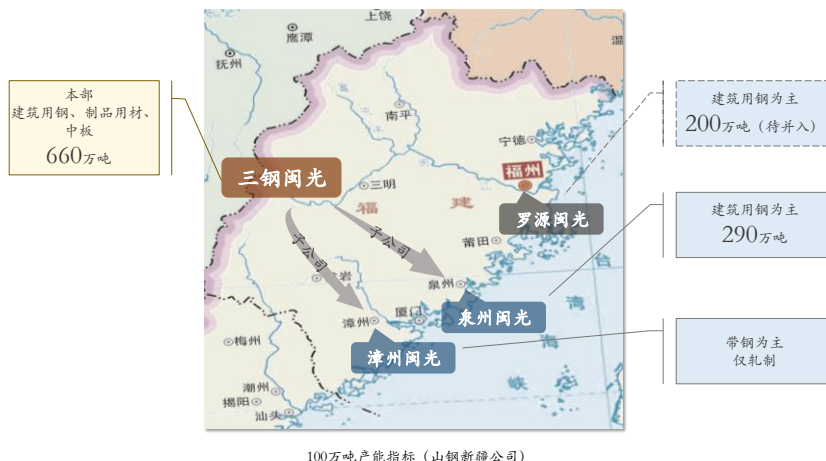 上饶
鹰潭
抚州
温
本部
建筑用钢、制品用材、
中板
660万吨
南平
宁德
建筑用钢为主
200万吨（待并入）
三钢闽光
三明
福州
福建
罗源闽光
莆田
建筑用钢为主
290万吨
子公司
子公司
岩
泉州
泉州闽光
台
湾
海
峡
漳州
厦门
漳州闽光
带钢为主
仅轧制
梅州
潮州
揭阳
汕头
100万吨产能指标（山钢新疆公司）